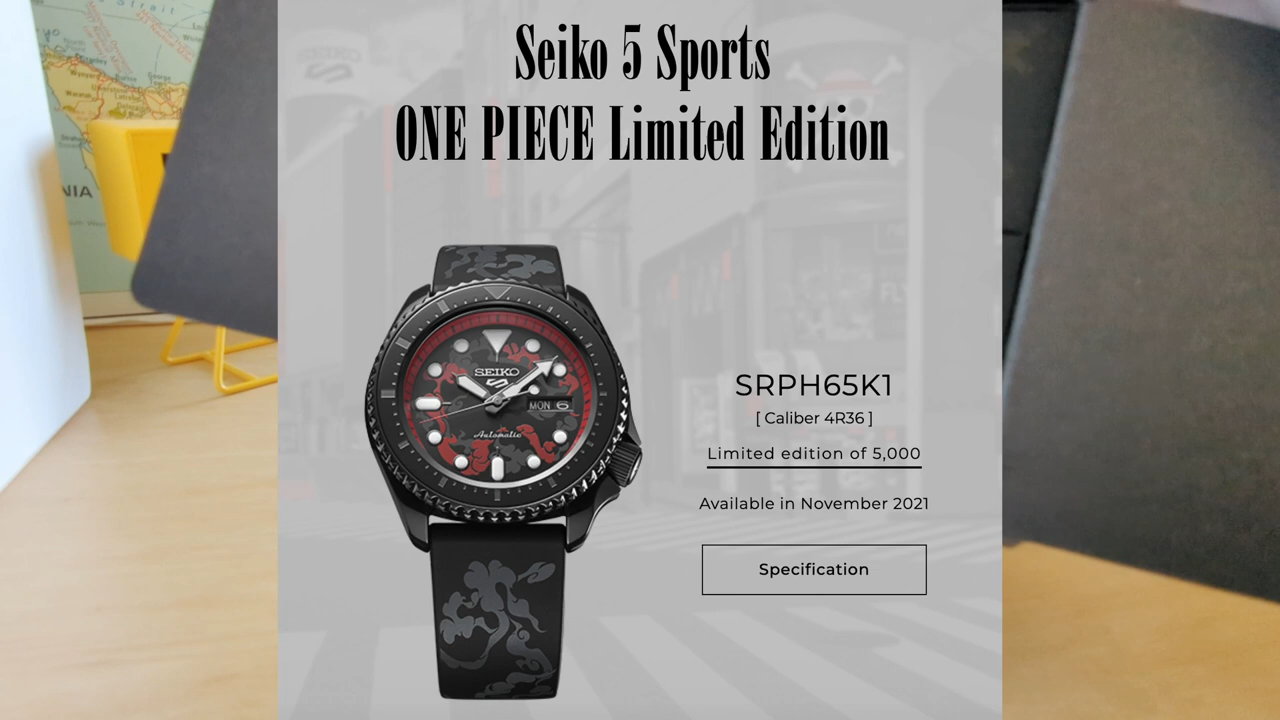 Seiko 5 Sports
ONE PIECE Limited Edition
SEIKO
MON 6
Automatic
SRPH65K1
[ Caliber 4R36 ]
Limited edition of 5,000
Available in November 2021
Specification